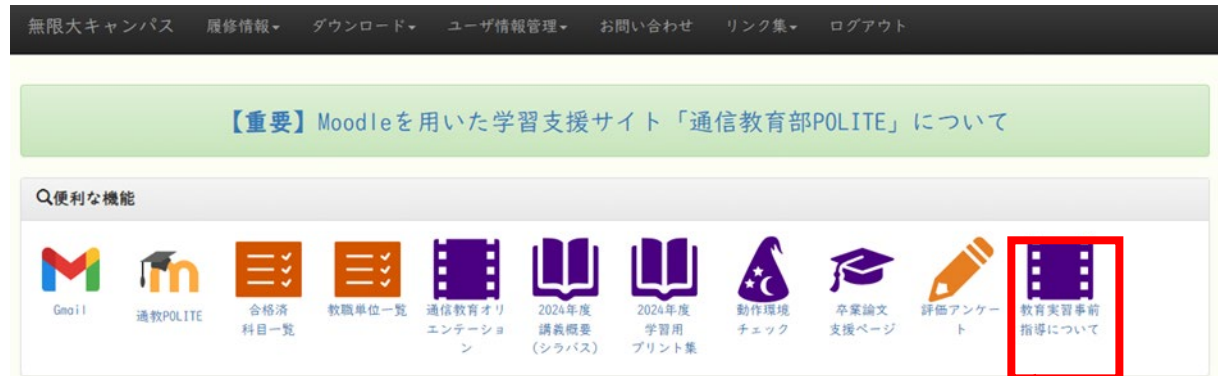 無限大キャンパス 履修情報▾ ダウンロード▾ ユーザ情報管理▾ お問い合わせ リンク集▾ ログアウト
【重要】Moodleを用いた学習支援サイト「通信教育部POLITE」について
便利な機能
Gmail
通教POLITE
合格済
科目一覧
教職単位一覧
通信教育オリ
エンテーショ
ン
2024年度
講義概要
(シラバス)
2024年度
学習用
プリント集
動作環境
チェック
卒業論文
支援ページ
評価アンケー
ト
教育実習事前
指導について